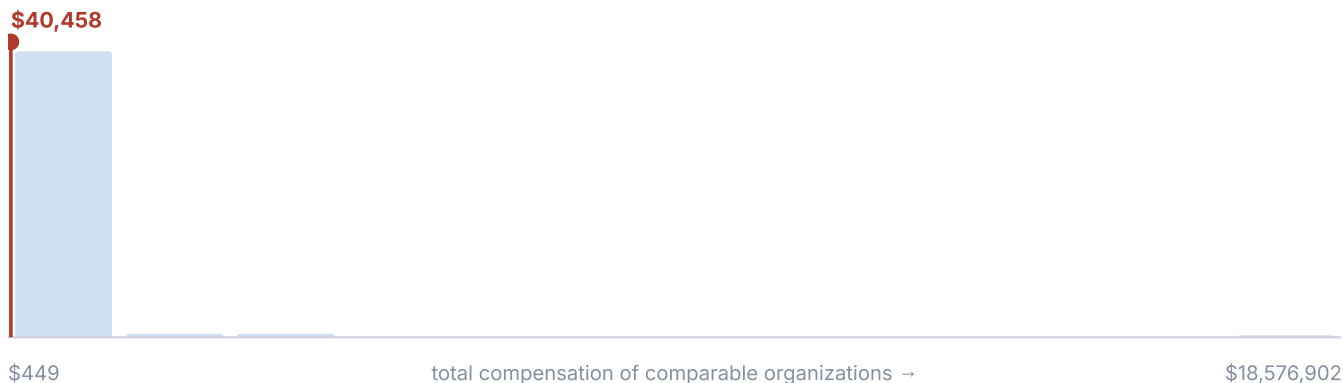 $40,458
$449 total compensation of comparable organizations → $18,576,902